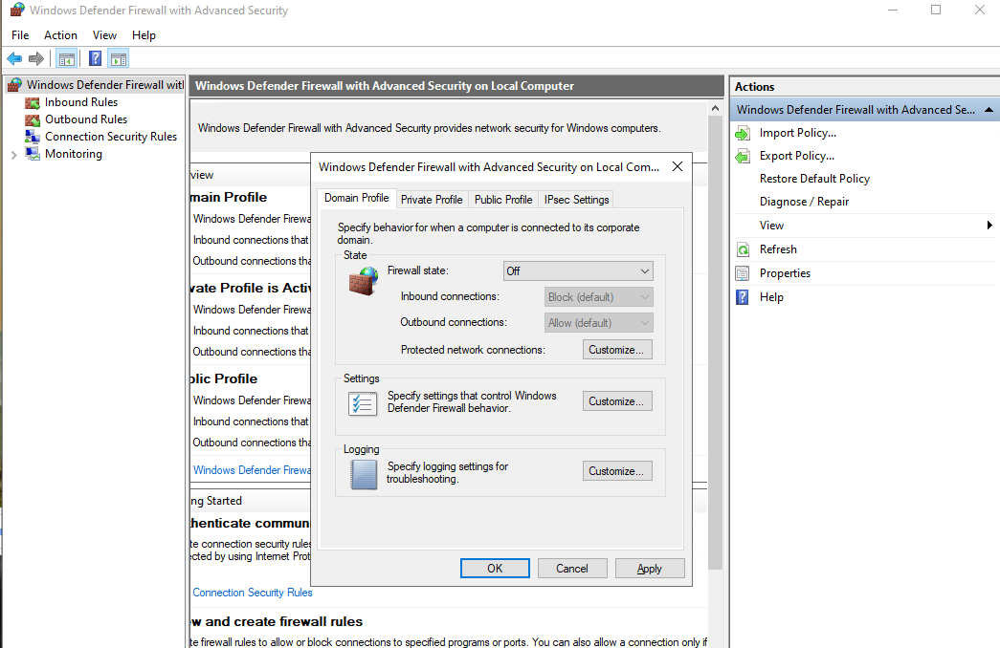 Windows Defender Firewall with Advanced Security
File Action View Help
Windows Defender Firewall wit
Inbound Rules
Outbound Rules
Connection Security Rules
Monitoring
Windows Defender Firewall with Advanced Security on Local Computer
Windows Defender Firewall with Advanced Security provides network security for Windows computers.
view
main Profile
Windows Defender Firewa
Inbound connections that
Outbound connections tha
vate Profile is Activ
Windows Defender Firewa
Inbound connections that
Outbound connections tha
blic Profile
Windows Defender Firewa
Inbound connections that
Outbound connections tha
Windows Defender Firewa
ng Started
thenticate commun
te connection security rules
ected by using Internet Prot
Connection Security Rules
w and create firewall rules
te firewall rules to allow or block connections to specified programs or ports. You can also allow a connection only if
Windows Defender Firewall with Advanced Security on Local Com...
Domain Profile Private Profile Public Profile IPsec Settings
Specify behavior for when a computer is connected to its corporate
domain.
State
Firewall state: Off
Inbound connections: Block (default)
Outbound connections: Allow (default)
Protected network connections: Customize...
Settings
Specify settings that control Windows
Defender Firewall behavior.
Customize...
Logging
Specify logging settings for
troubleshooting.
Customize...
OK Cancel Apply
Actions
Windows Defender Firewall with Advanced Se...
Import Policy...
Export Policy...
Restore Default Policy
Diagnose / Repair
View
Refresh
Properties
Help